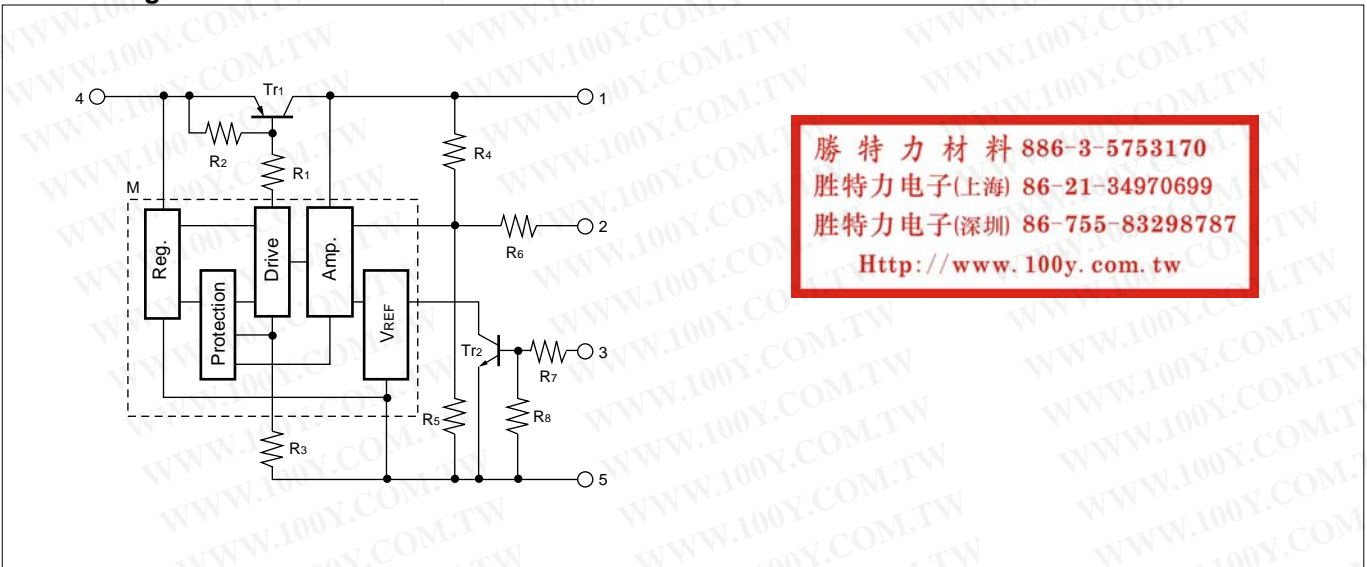 g
4
Tr1
1
R2
R1
R4
M
2
R6
Reg.
Drive
Amp.
Protection
VREF
Tr2
3
R7
R5
R8
R3
5
勝特力材料 886-3-5753170
胜特力电子(上海) 86-21-34970699
胜特力电子(深圳) 86-755-83298787
Http://www.100y.com.tw
WWW.100Y.COM.TW